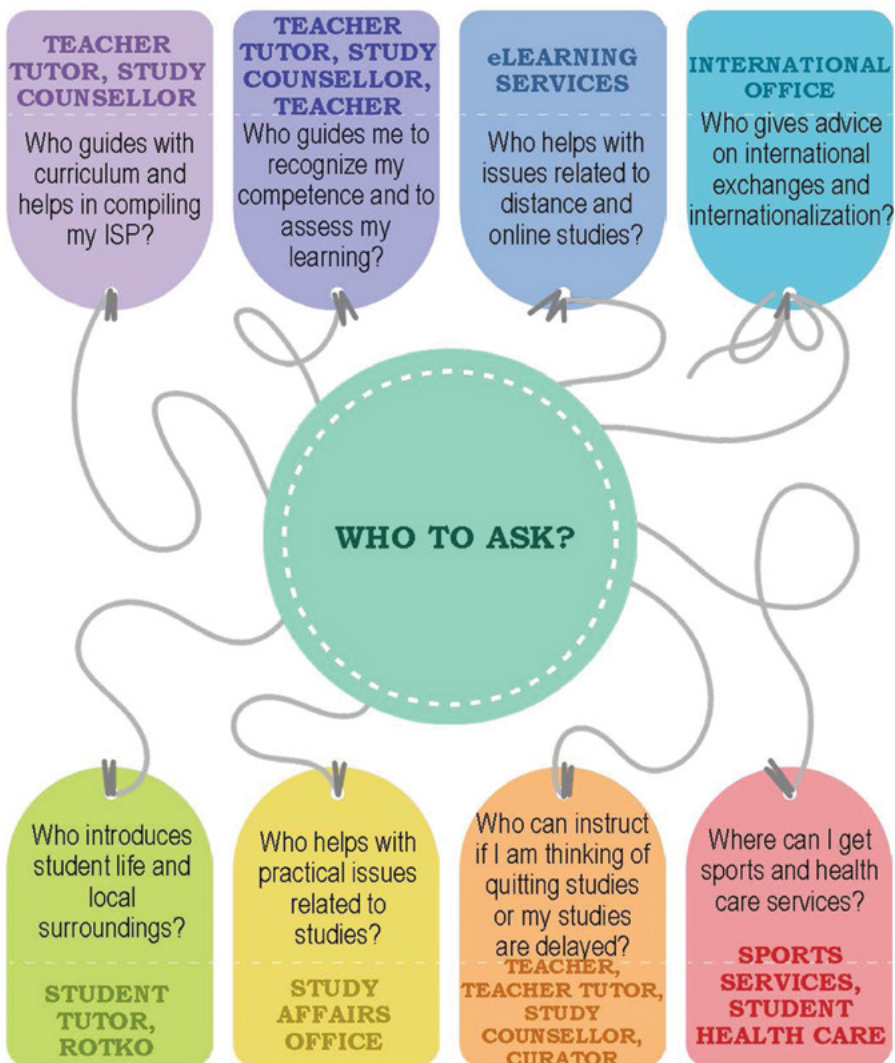 TEACHER
TUTOR, STUDY
COUNSELLOR
Who guides with
curriculum and
helps in compiling
my ISP?
TEACHER
TUTOR, STUDY
COUNSELLOR,
TEACHER
Who guides me to
recognize my
competence and to
assess my
learning?
eLEARNING
SERVICES
Who helps with
issues related to
distance and
online studies?
INTERNATIONAL
OFFICE
Who gives advice
on international
exchanges and
internationalization?
WHO TO ASK?
Who introduces
student life and
local
surroundings?
STUDENT
TUTOR,
ROTKO
Who helps with
practical issues
related to
studies?
STUDY
AFFAIRS
OFFICE
Who can instruct
if I am thinking of
quitting studies
or my studies
are delayed?
TEACHER,
TEACHER TUTOR,
STUDY
COUNSELLOR,
CURATOR
Where can I get
sports and health
care services?
SPORTS
SERVICES,
STUDENT
HEALTH CARE